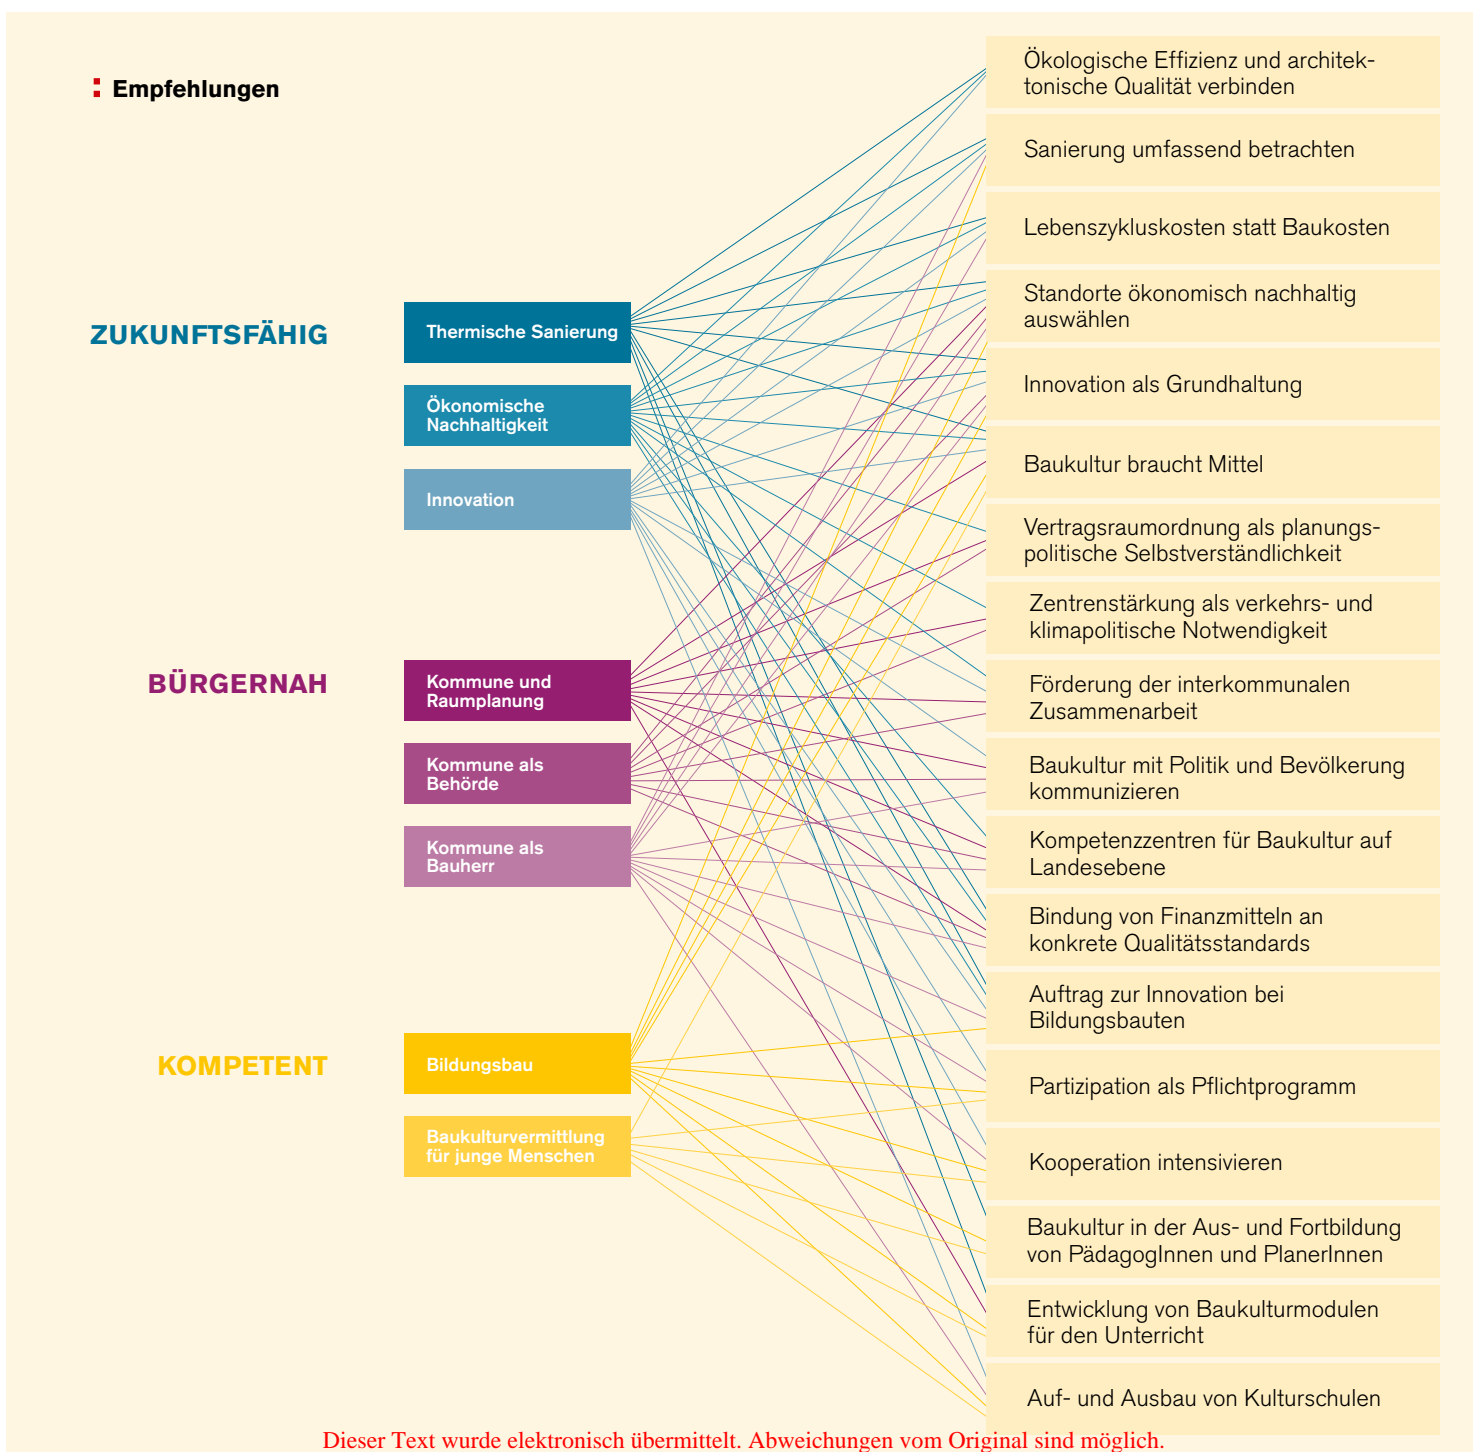 : Empfehlungen
ZUKUNFTSFÄHIG
Thermische Sanierung
Ökonomische
Nachhaltigkeit
Innovation
BÜRGERNAH
Kommune und
Raumplanung
Kommune als
Behörde
Kommune als
Bauherr
KOMPETENT
Bildungsbau
Baukulturvermittlung
für junge Menschen
Ökologische Effizienz und architek-
tonische Qualität verbinden
Sanierung umfassend betrachten
Lebenszykluskosten statt Baukosten
Standorte ökonomisch nachhaltig
auswählen
Innovation als Grundhaltung
Baukultur braucht Mittel
Vertragsraumordnung als planungs-
politische Selbstverständlichkeit
Zentrenstärkung als verkehrs- und
klimapolitische Notwendigkeit
Förderung der interkommunalen
Zusammenarbeit
Baukultur mit Politik und Bevölkerung
kommunizieren
Kompetenzzentren für Baukultur auf
Landesebene
Bindung von Finanzmitteln an
konkrete Qualitätsstandards
Auftrag zur Innovation bei
Bildungsbauten
Partizipation als Pflichtprogramm
Kooperation intensivieren
Baukultur in der Aus- und Fortbildung
von PädagogInnen und PlanerInnen
Entwicklung von Baukulturmodulen
für den Unterricht
Auf- und Ausbau von Kulturschulen
Dieser Text wurde elektronisch übermittelt. Abweichungen vom Original sind möglich.